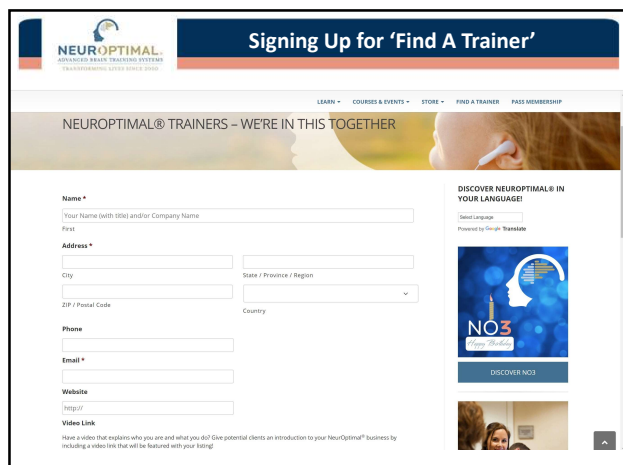 NEUROPTIMAL®
ADVANCED BRAIN TRAINING SYSTEMS
TRANSFORMING LIVES SINCE 2000
Signing Up for ‘Find A Trainer’
LEARN COURSES & EVENTS STORE FIND A TRAINER PASS MEMBERSHIP
NEUROPTIMAL® TRAINERS – WE'RE IN THIS TOGETHER
Name *
Your Name (with title) and/or Company Name
First
Address *
City State / Province / Region
ZIP / Postal Code
Country
Phone
Email *
Website
http://
Video Link
Have a video that explains who you are and what you do? Give potential clients an introduction to your NeurOptimal® business by
including a video link that will be featured with your listing!
DISCOVER NEUROPTIMAL® IN
YOUR LANGUAGE!
Select Language
Powered by Google Translate
NO3
Happy Birthday
DISCOVER NO3